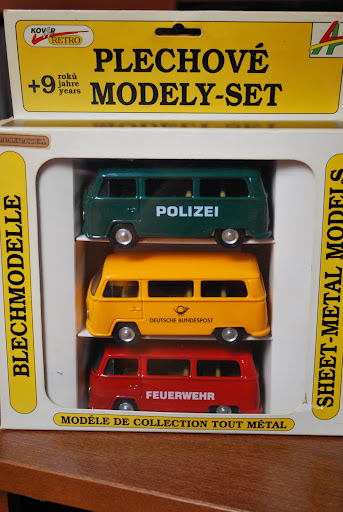 KOVAP
RETRO
PLECHOVÉ
MODELY-SET
+9
roků
jahre
years
BLECHMODELLE
SHEET-METAL MODELS
POLIZEI
DEUTSCHE BUNDESPOST
FEUERWEHR
MODÉLE DE COLLECTION TOUT MÉTAL